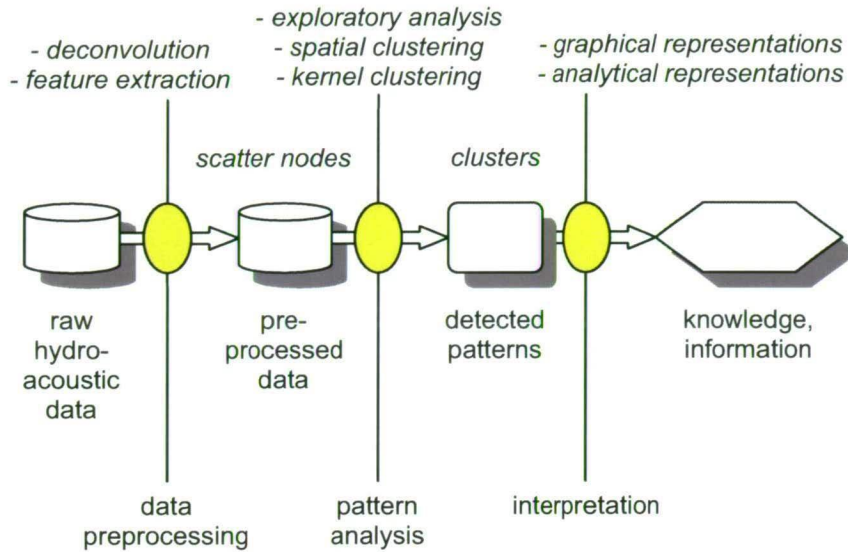 - deconvolution
- feature extraction
- exploratory analysis
- spatial clustering
- kernel clustering
- graphical representations
- analytical representations
scatter nodes
clusters
raw
hydro-
acoustic
data
pre-
processed
data
detected
patterns
knowledge,
information
data
preprocessing
pattern
analysis
interpretation